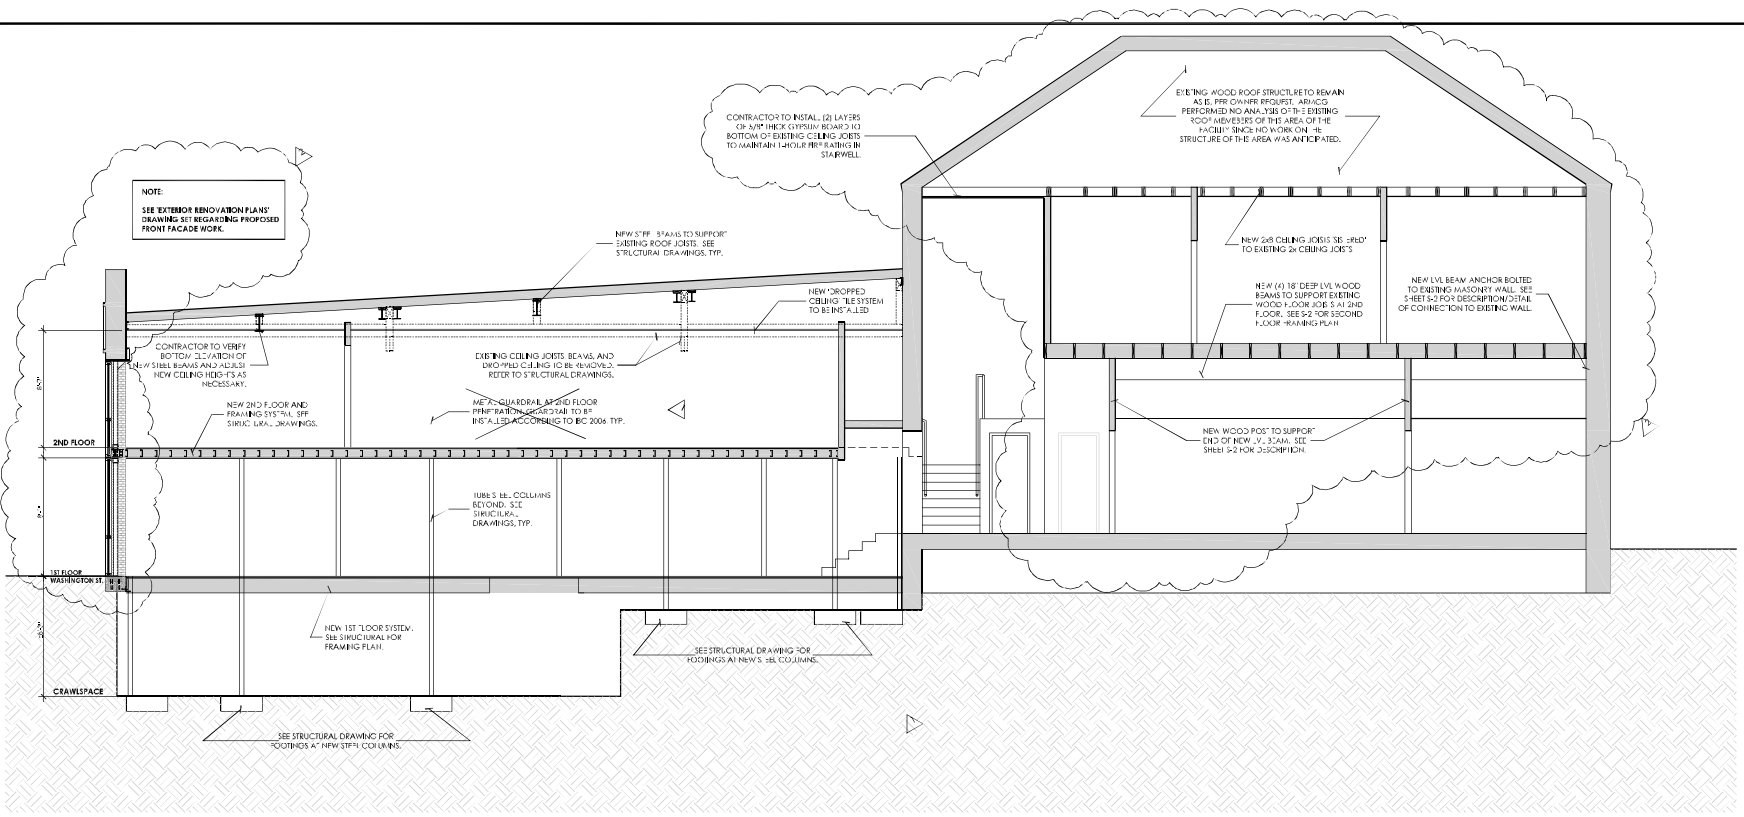 NOTE:
SEE 'EXTERIOR RENOVATION PLANS'
DRAWING SET REGARDING PROPOSED
FRONT FACADE WORK.
CONTRACTOR TO INSTALL (2) LAYERS
OF 5/8" THICK GYPSUM BOARD TO
BOTTOM OF EXISTING CEILING JOISTS
TO MAINTAIN 1-HOUR FIRE RATING IN
STAIRWELL.
EXISTING WOOD ROOF STRUCTURE TO REMAIN
AS IS, PER OWNER REQUEST. ARMCG
PERFORMED NO ANALYSIS OF THE EXISTING
ROOF MEMEBERS OF THIS AREA OF THE
FACILITY SINCE NO WORK ON THE
STRUCTURE OF THIS AREA WAS ANTICIPATED.
NEW STEEL BEAMS TO SUPPORT
EXISTING ROOF JOISTS. SEE
STRUCTURAL DRAWINGS, TYP.
NEW 2x8 CEILING JOISTS 'SISTERED'
TO EXISTING 2x CEILING JOISTS
NEW DROPPED
CEILING TILE SYSTEM
TO BE INSTALLED
NEW (4) 18" DEEP LVL WOOD
BEAMS TO SUPPORT EXISTING
WOOD FLOOR JOISTS AT 2ND
FLOOR. SEE S-2 FOR SECOND
FLOOR FRAMING PLAN
NEW LVL BEAM ANCHOR BOLTED
TO EXISTING MASONRY WALL. SEE
SHEET S-2 FOR DESCRIPTION/DETAIL
OF CONNECTION TO EXISTING WALL.
CONTRACTOR TO VERIFY
BOTTOM ELEVATION OF
NEW STEEL BEAMS AND ADJUST
NEW CEILING HEIGHTS AS
NECESSARY.
EXISTING CEILING JOISTS, BEAMS, AND
DROPPED CEILING TO BE REMOVED.
REFER TO STRUCTURAL DRAWINGS.
NEW 2ND FLOOR AND
FRAMING SYSTEM. SEE
STRUCTURAL DRAWINGS.
METAL GUARDRAIL AT 2ND FLOOR
PENETRATION. GUARDRAIL TO BE
INSTALLED ACCORDING TO IBC 2006, TYP.
NEW WOOD POST TO SUPPORT
END OF NEW LVL BEAM. SEE
SHEET S-2 FOR DESCRIPTION.
2ND FLOOR
TUBE STEEL COLUMNS
BEYOND. SEE
STRUCTURAL
DRAWINGS, TYP.
1ST FLOOR
WASHINGTON ST.
NEW 1ST FLOOR SYSTEM.
SEE STRUCTURAL FOR
FRAMING PLAN.
SEE STRUCTURAL DRAWING FOR
FOOTINGS AT NEW STEEL COLUMNS.
CRAWLSPACE
SEE STRUCTURAL DRAWING FOR
FOOTINGS AT NEW STEEL COLUMNS.